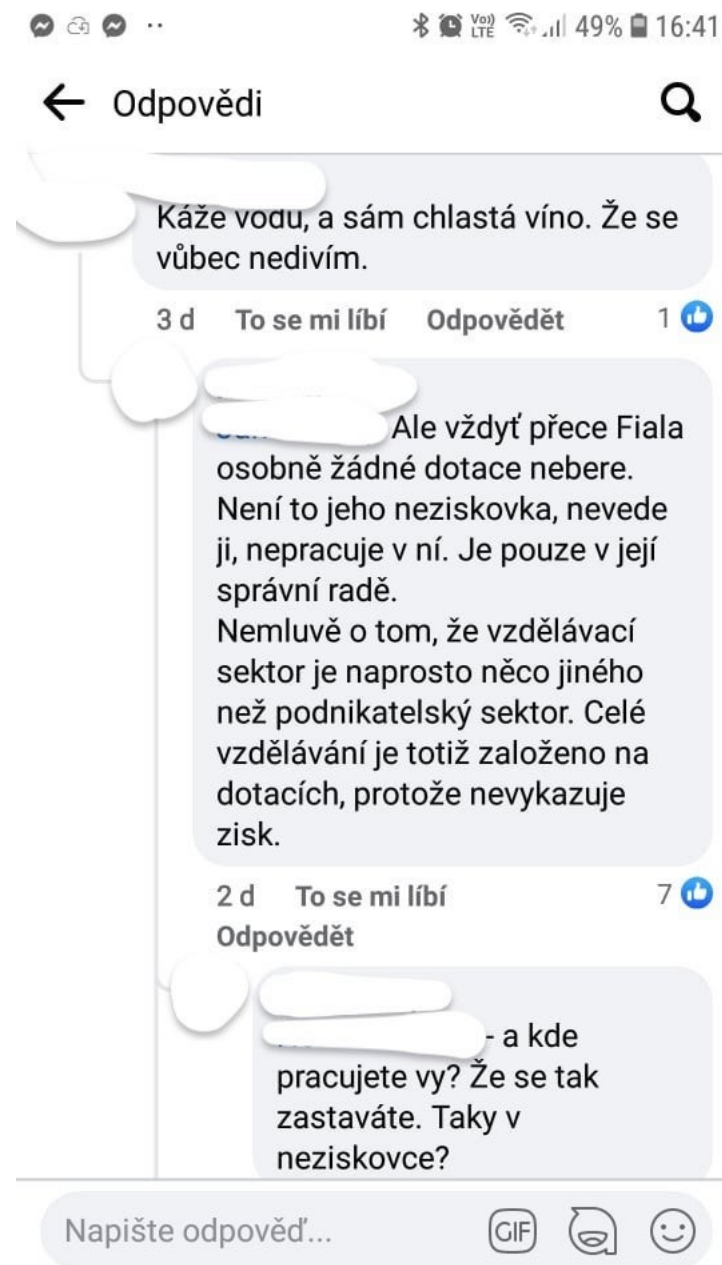 49% 16:41
Odpovědi
Káže vodu, a sám chlastá víno. Že se
vůbec nedivím.
3 d To se mi líbí Odpovědět 1
Ale vždyť přece Fiala
osobně žádné dotace nebere.
Není to jeho neziskovka, nevede
ji, nepracuje v ní. Je pouze v její
správní radě.
Nemluvě o tom, že vzdělávací
sektor je naprosto něco jiného
než podnikatelský sektor. Celé
vzdělávání je totiž založeno na
dotacích, protože nevykazuje
zisk.
2 d To se mi líbí 7
Odpovědět
- a kde
pracujete vy? Že se tak
zastaváte. Taky v
neziskovce?
Napište odpověď... GIF